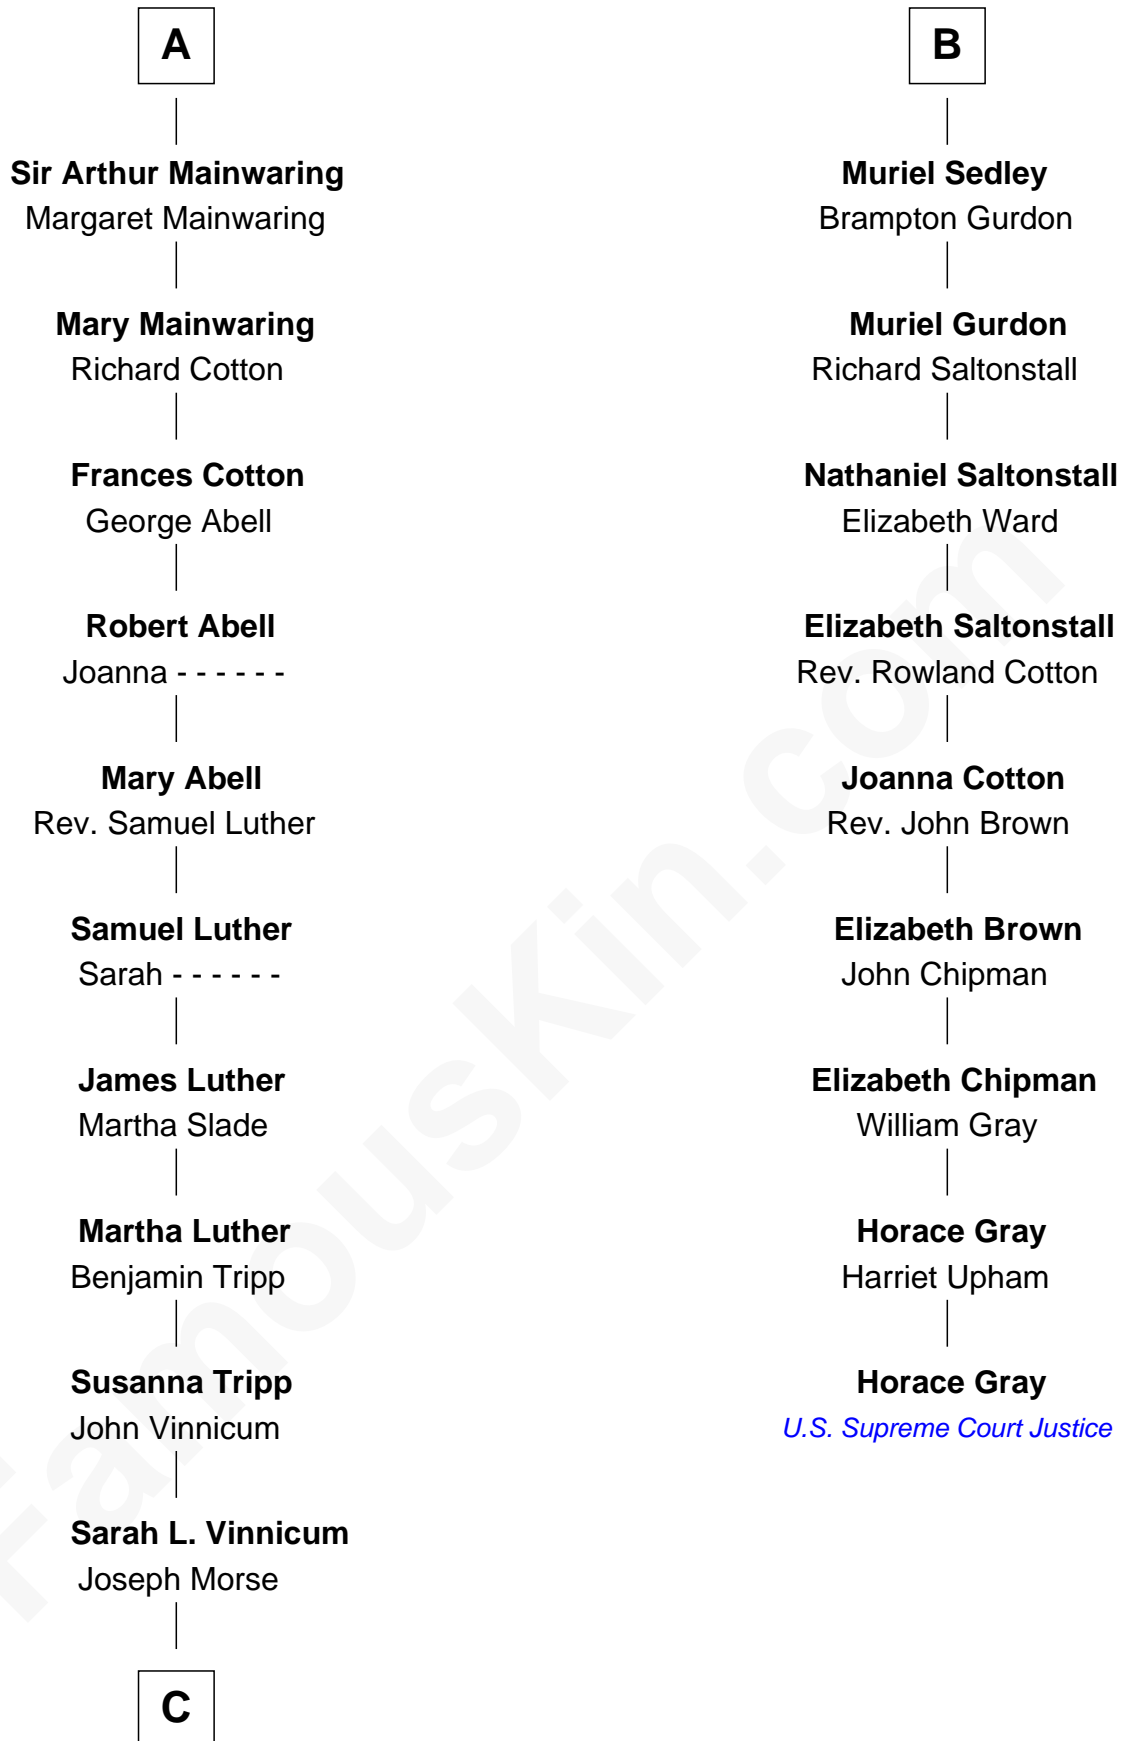 A
Sir Arthur Mainwaring
Margaret Mainwaring
Mary Mainwaring
Richard Cotton
Frances Cotton
George Abell
Robert Abell
Joanna - - - - - -
Mary Abell
Rev. Samuel Luther
Samuel Luther
Sarah - - - - - -
James Luther
Martha Slade
Martha Luther
Benjamin Tripp
Susanna Tripp
John Vinnicum
Sarah L. Vinnicum
Joseph Morse
C
B
Muriel Sedley
Brampton Gurdon
Muriel Gurdon
Richard Saltonstall
Nathaniel Saltonstall
Elizabeth Ward
Elizabeth Saltonstall
Rev. Rowland Cotton
Joanna Cotton
Rev. John Brown
Elizabeth Brown
John Chipman
Elizabeth Chipman
William Gray
Horace Gray
Harriet Upham
Horace Gray
U.S. Supreme Court Justice
FamousKin.com